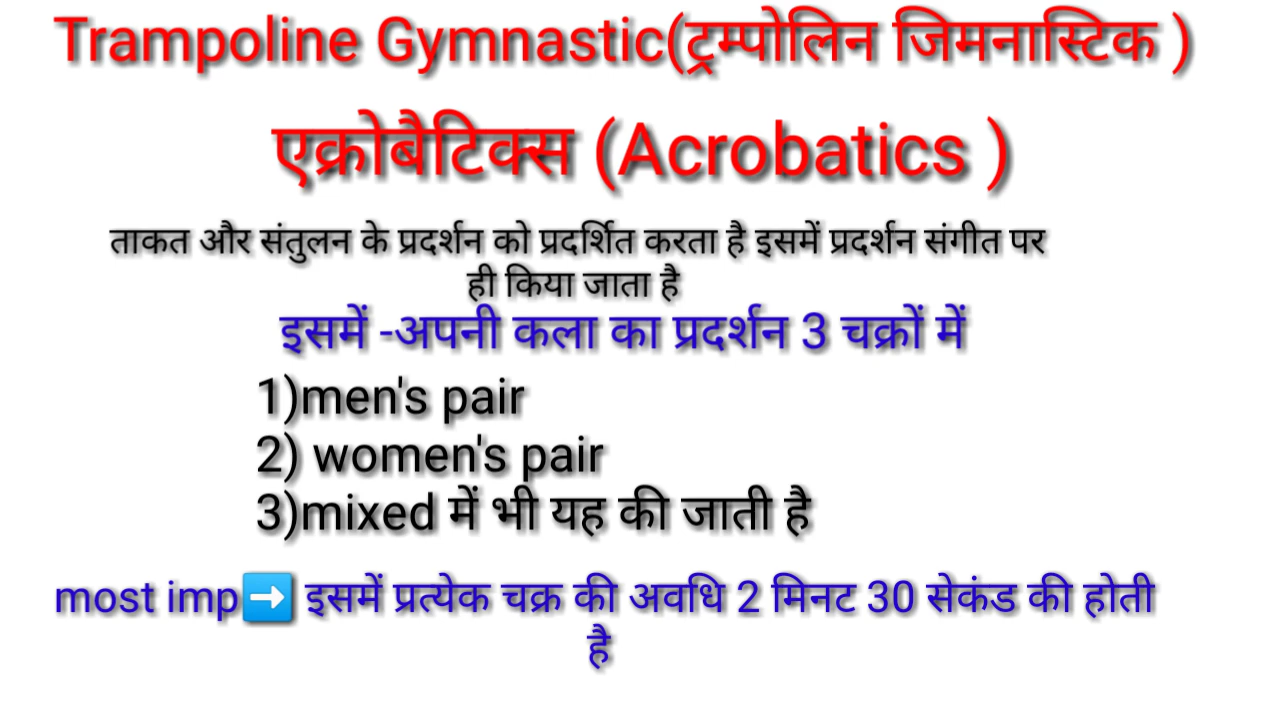 Trampoline Gymnastic(ट्रम्पोलिन जिमनास्टिक )
एक्रोबैटिक्स (Acrobatics )
ताकत और संतुलन के प्रदर्शन को प्रदर्शित करता है इसमें प्रदर्शन संगीत पर
ही किया जाता है
इसमें -अपनी कला का प्रदर्शन 3 चक्रों में
1)men's pair
2) women's pair
3)mixed में भी यह की जाती है
most imp➡️ इसमें प्रत्येक चक्र की अवधि 2 मिनट 30 सेकंड की होती
है